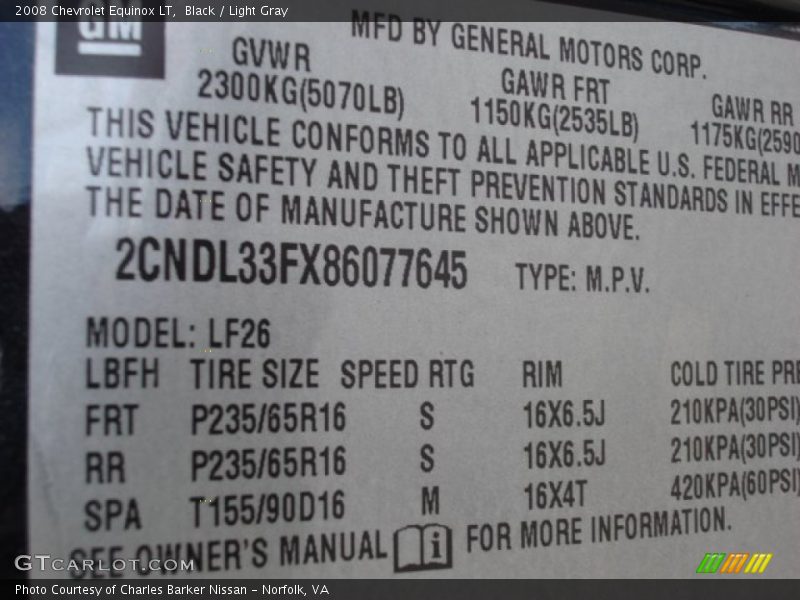 2008 Chevrolet Equinox LT, Black / Light Gray
GM
MFD BY GENERAL MOTORS CORP.
GVWR GAWR FRT GAWR RR
2300KG(5070LB) 1150KG(2535LB) 1175KG(2590
THIS VEHICLE CONFORMS TO ALL APPLICABLE U.S. FEDERAL M
VEHICLE SAFETY AND THEFT PREVENTION STANDARDS IN EFFE
THE DATE OF MANUFACTURE SHOWN ABOVE.
2CNDL33FX86077645 TYPE: M.P.V.
MODEL: LF26
LBFH TIRE SIZE SPEED RTG RIM COLD TIRE PRE
FRT P235/65R16 S 16X6.5J 210KPA(30PSI)
RR P235/65R16 S 16X6.5J 210KPA(30PSI)
SPA T155/90D16 M 16X4T 420KPA(60PSI)
SEE OWNER'S MANUAL i FOR MORE INFORMATION.
GTCARLOT.COM
Photo Courtesy of Charles Barker Nissan - Norfolk, VA